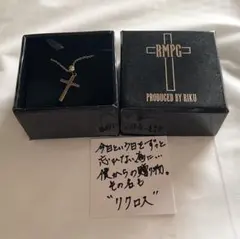 RMPG
PRODUCED BY RIKU
今日という日をずっと
忘れない為に...
僕からの贈り物。
その名も
"リクロス"